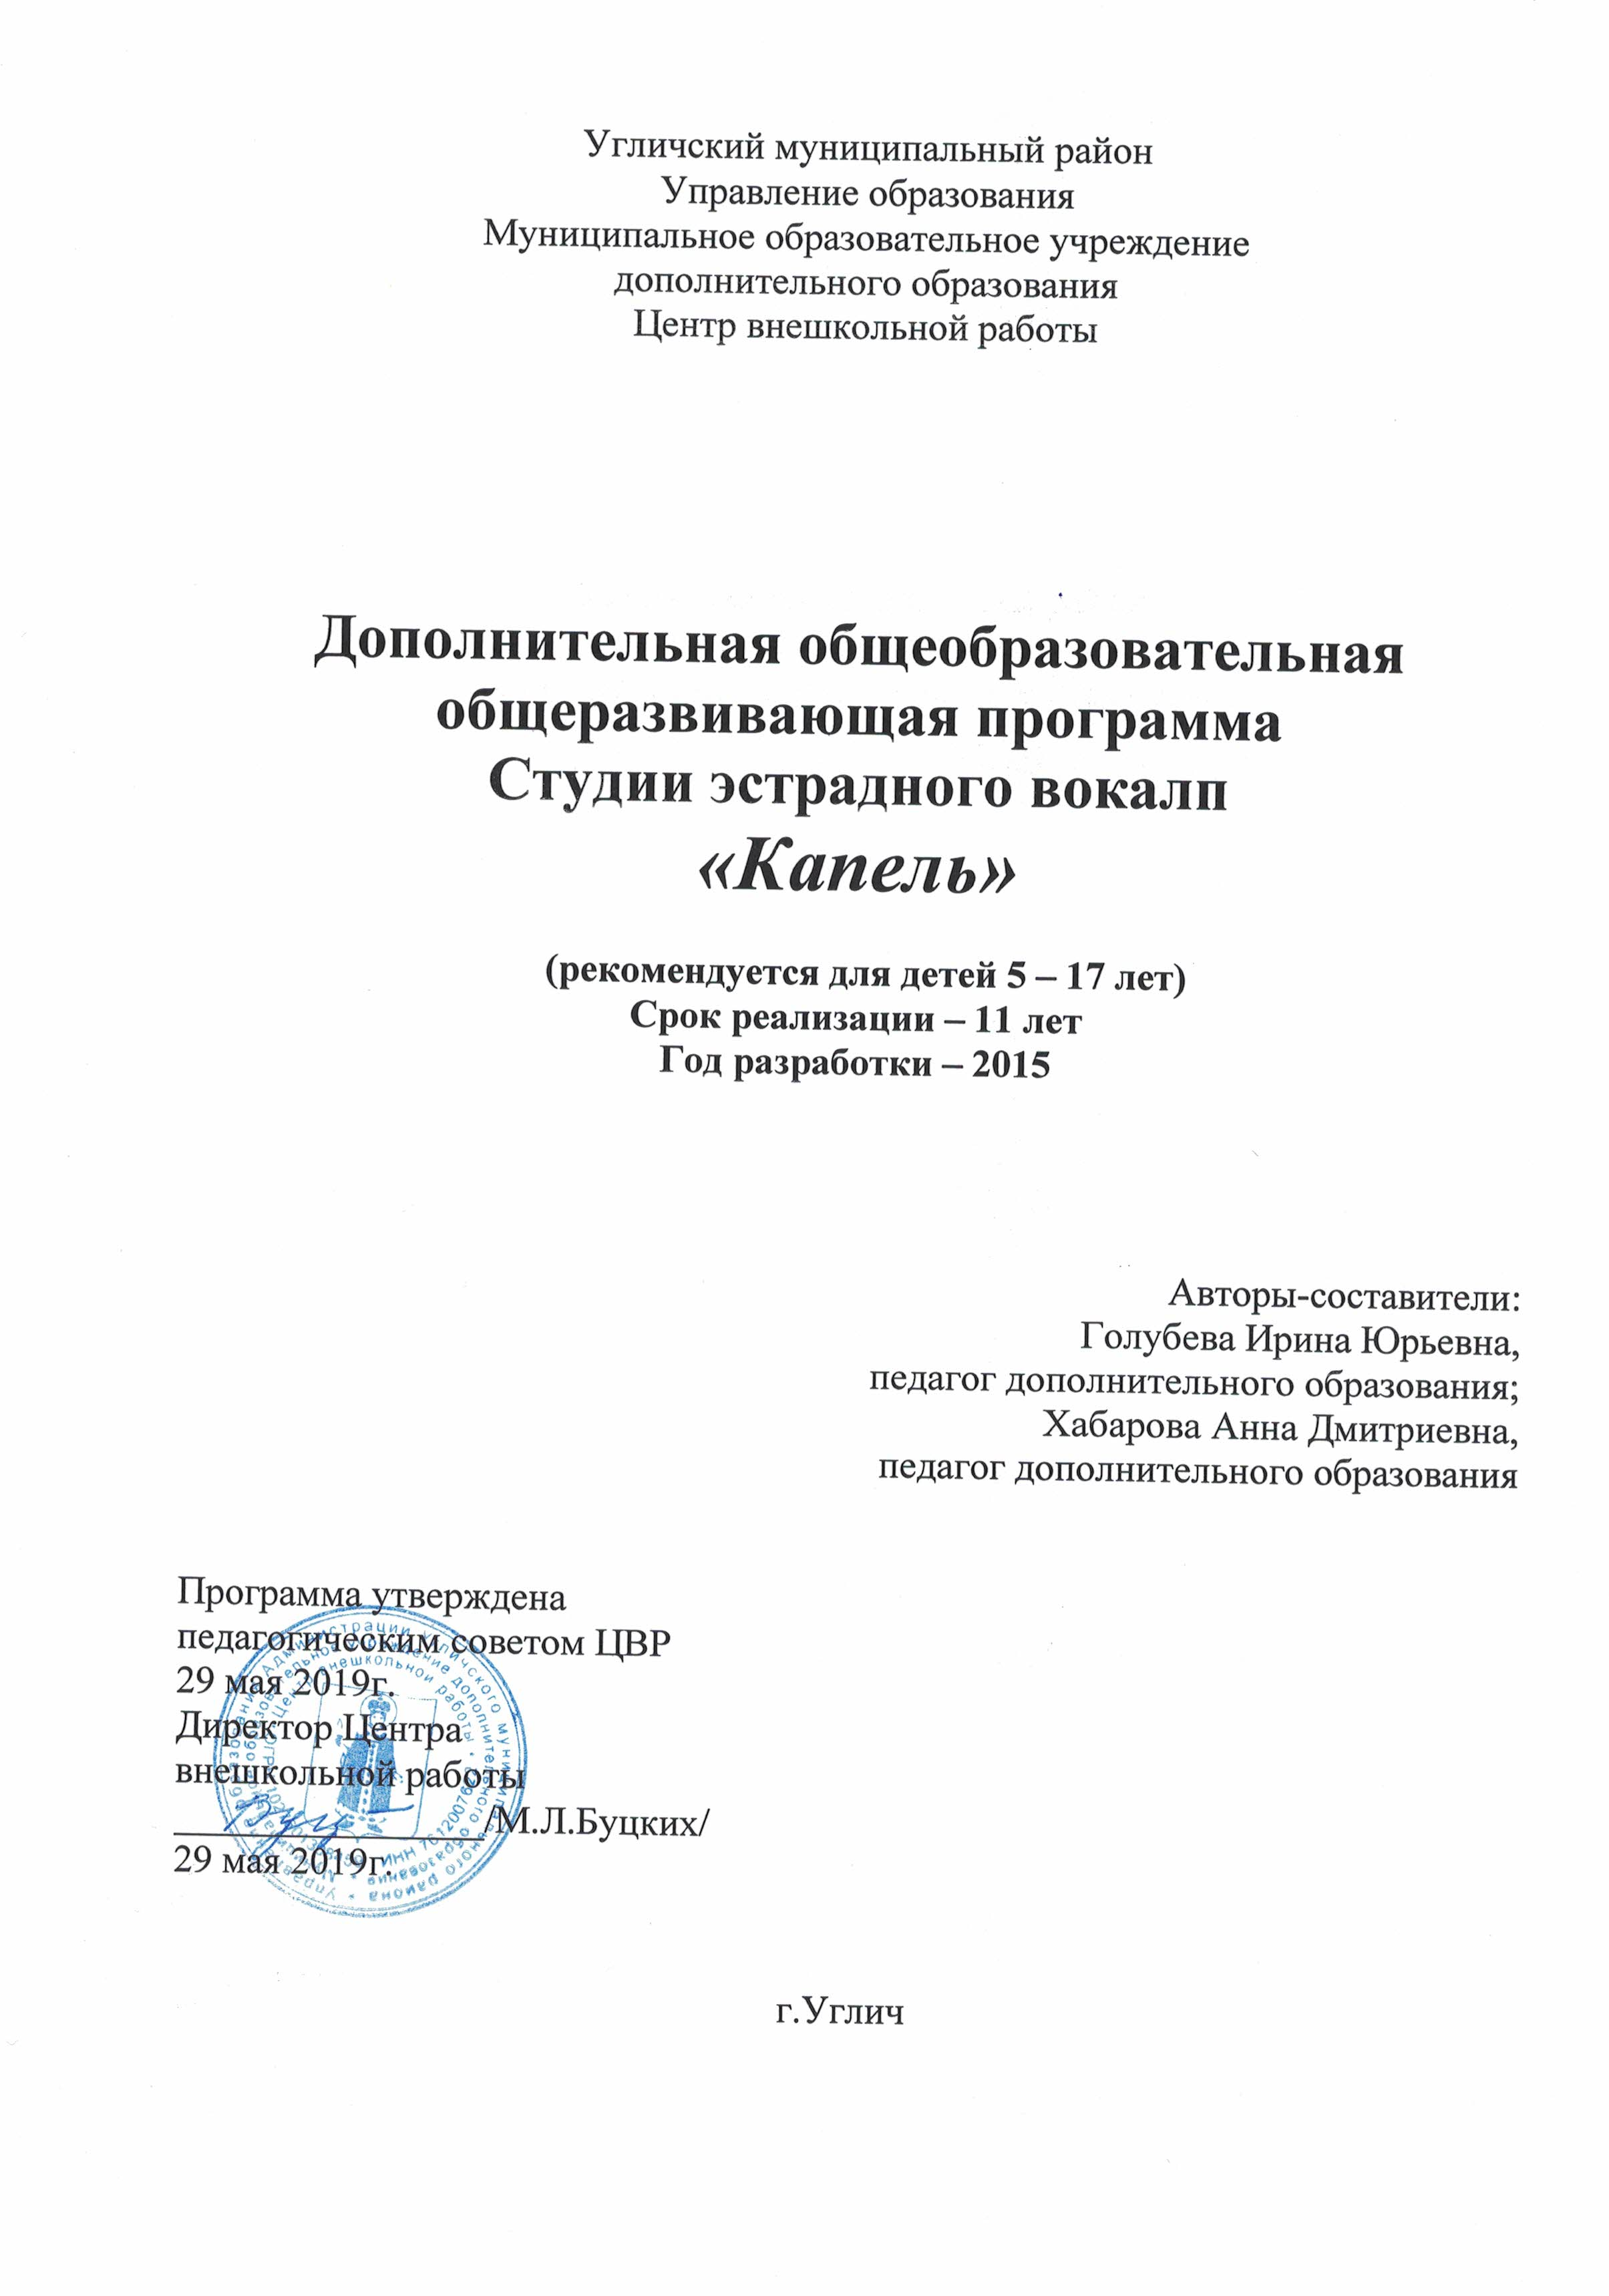 Угличский муниципальный район
Управление образования
Муниципальное образовательное учреждение
дополнительного образования
Центр внешкольной работы
Дополнительная общеобразовательная
общеразвивающая программа
Студии эстрадного вокалп
«Капель»
(рекомендуется для детей 5 – 17 лет)
Срок реализации – 11 лет
Год разработки – 2015
Авторы-составители:
Голубева Ирина Юрьевна,
педагог дополнительного образования;
Хабарова Анна Дмитриевна,
педагог дополнительного образования
Программа утверждена
педагогическим советом ЦВР
29 мая 2019г.
Директор Центра
внешкольной работы
/М.Л.Буцких/
29 мая 2019г.
г.Углич